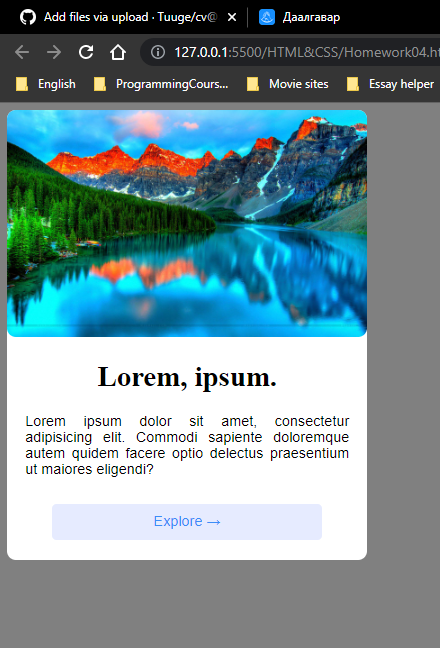 Add files via upload · Tuuge/cv@
Даалгавар
127.0.0.1:5500/HTML&CSS/Homework04.ht
English
ProgrammingCours...
Movie sites
Essay helper
Lorem, ipsum.
Lorem ipsum dolor sit amet, consectetur
adipisicing elit. Commodi sapiente doloremque
autem quidem facere optio delectus praesentium
ut maiores eligendi?
Explore →